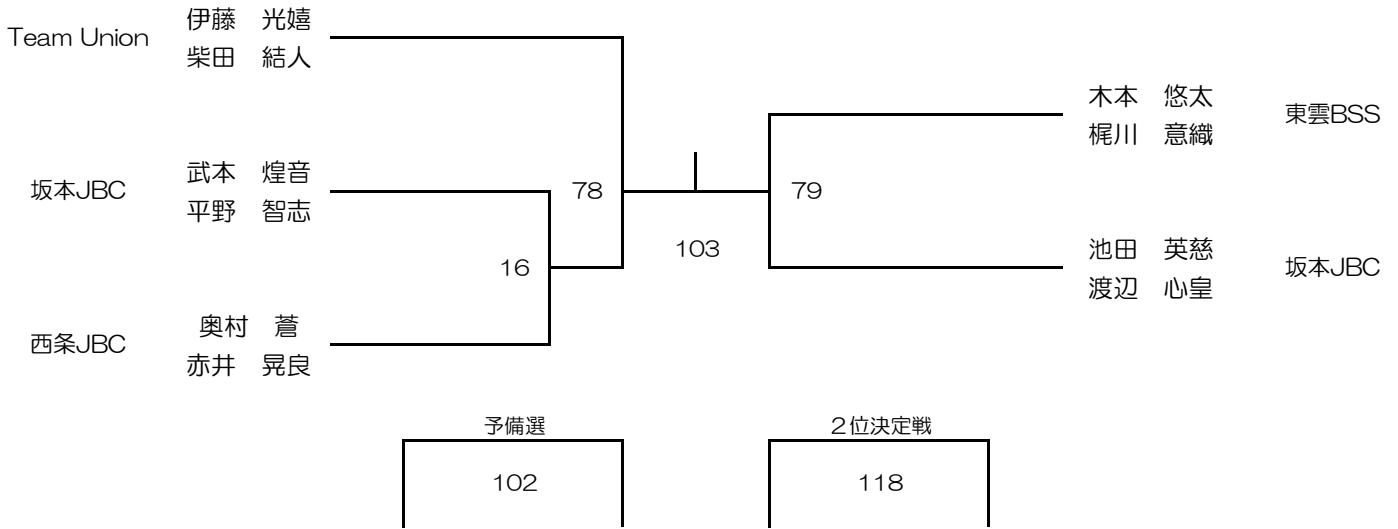 Team Union
伊藤　光嬉
柴田　結人
木本　悠太
梶川　意織
東雲BSS
坂本JBC
武本　煌音
平野　智志
78
79
103
16
池田　英慈
渡辺　心皇
坂本JBC
西条JBC
奥村　蒼
赤井　晃良
予備選
２位決定戦
102
118